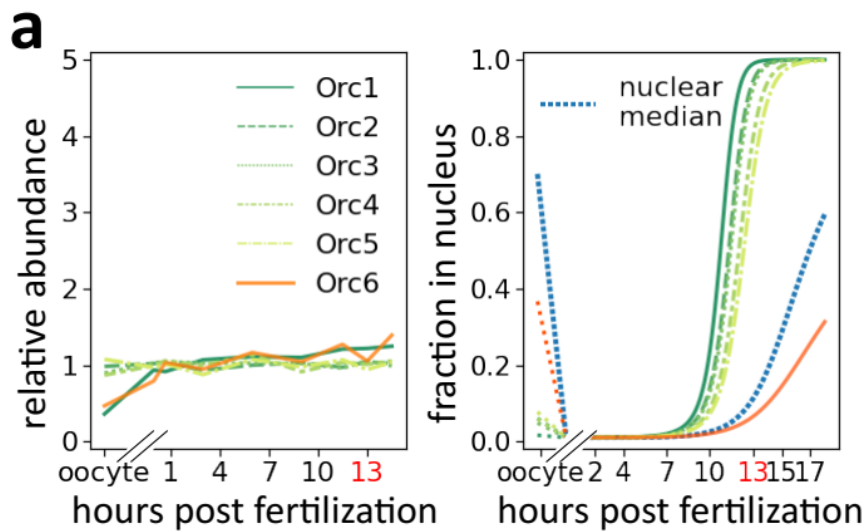 a
relative abundance
5
4
3
2
1
0
Orc1
Orc2
Orc3
Orc4
Orc5
Orc6
oocyte 1 4 7 10 13
hours post fertilization
fraction in nucleus
1.0
0.8
0.6
0.4
0.2
0.0
nuclear
median
oocyte 2 4 7 10 13 15 17
hours post fertilization